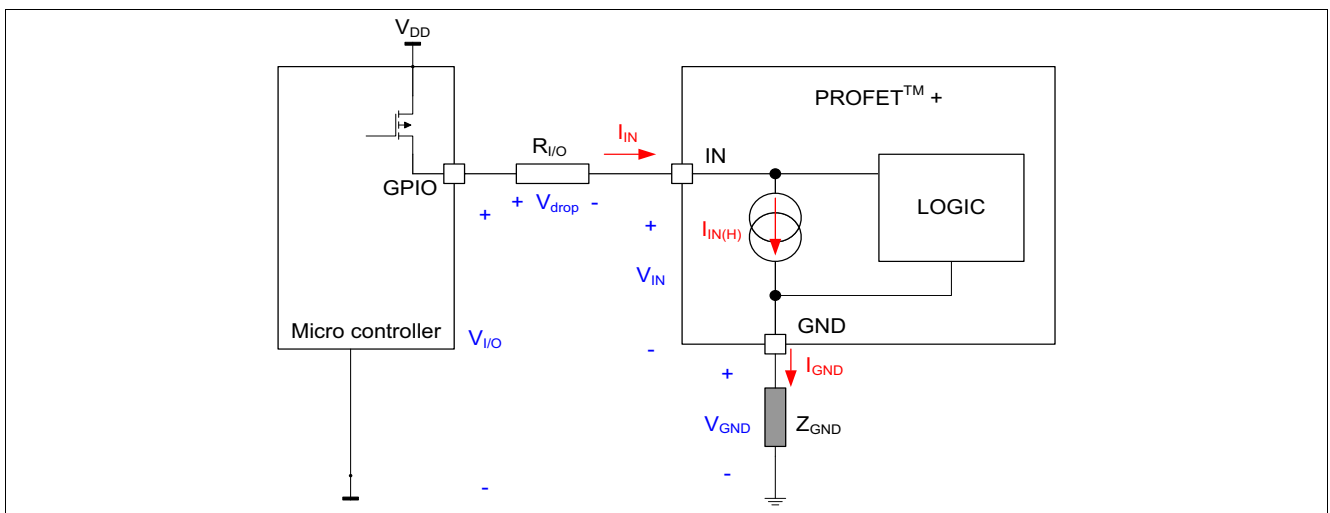 VDD
PROFET™ +
RI/O
IIN
IN
GPIO
+
+ Vdrop -
+
IIN(H)
LOGIC
VIN
Micro controller
VI/O
-
GND
+
IGND
VGND
ZGND
-
-